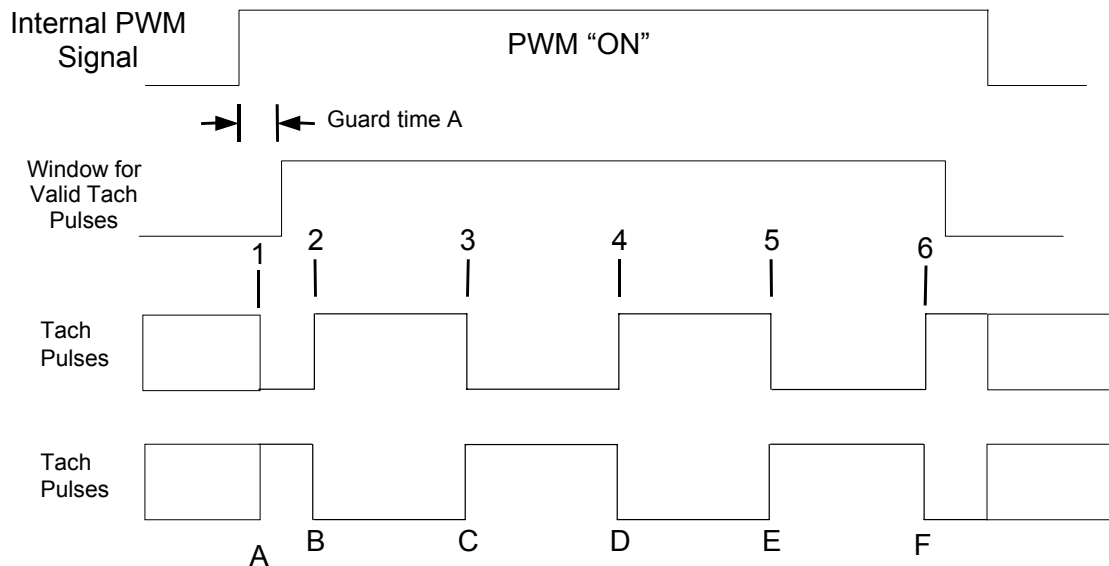 Internal PWM
Signal
PWM “ON”
Guard time A
Window for
Valid Tach
Pulses
1 2 3 4 5 6
Tach
Pulses
Tach
Pulses
A B C D E F